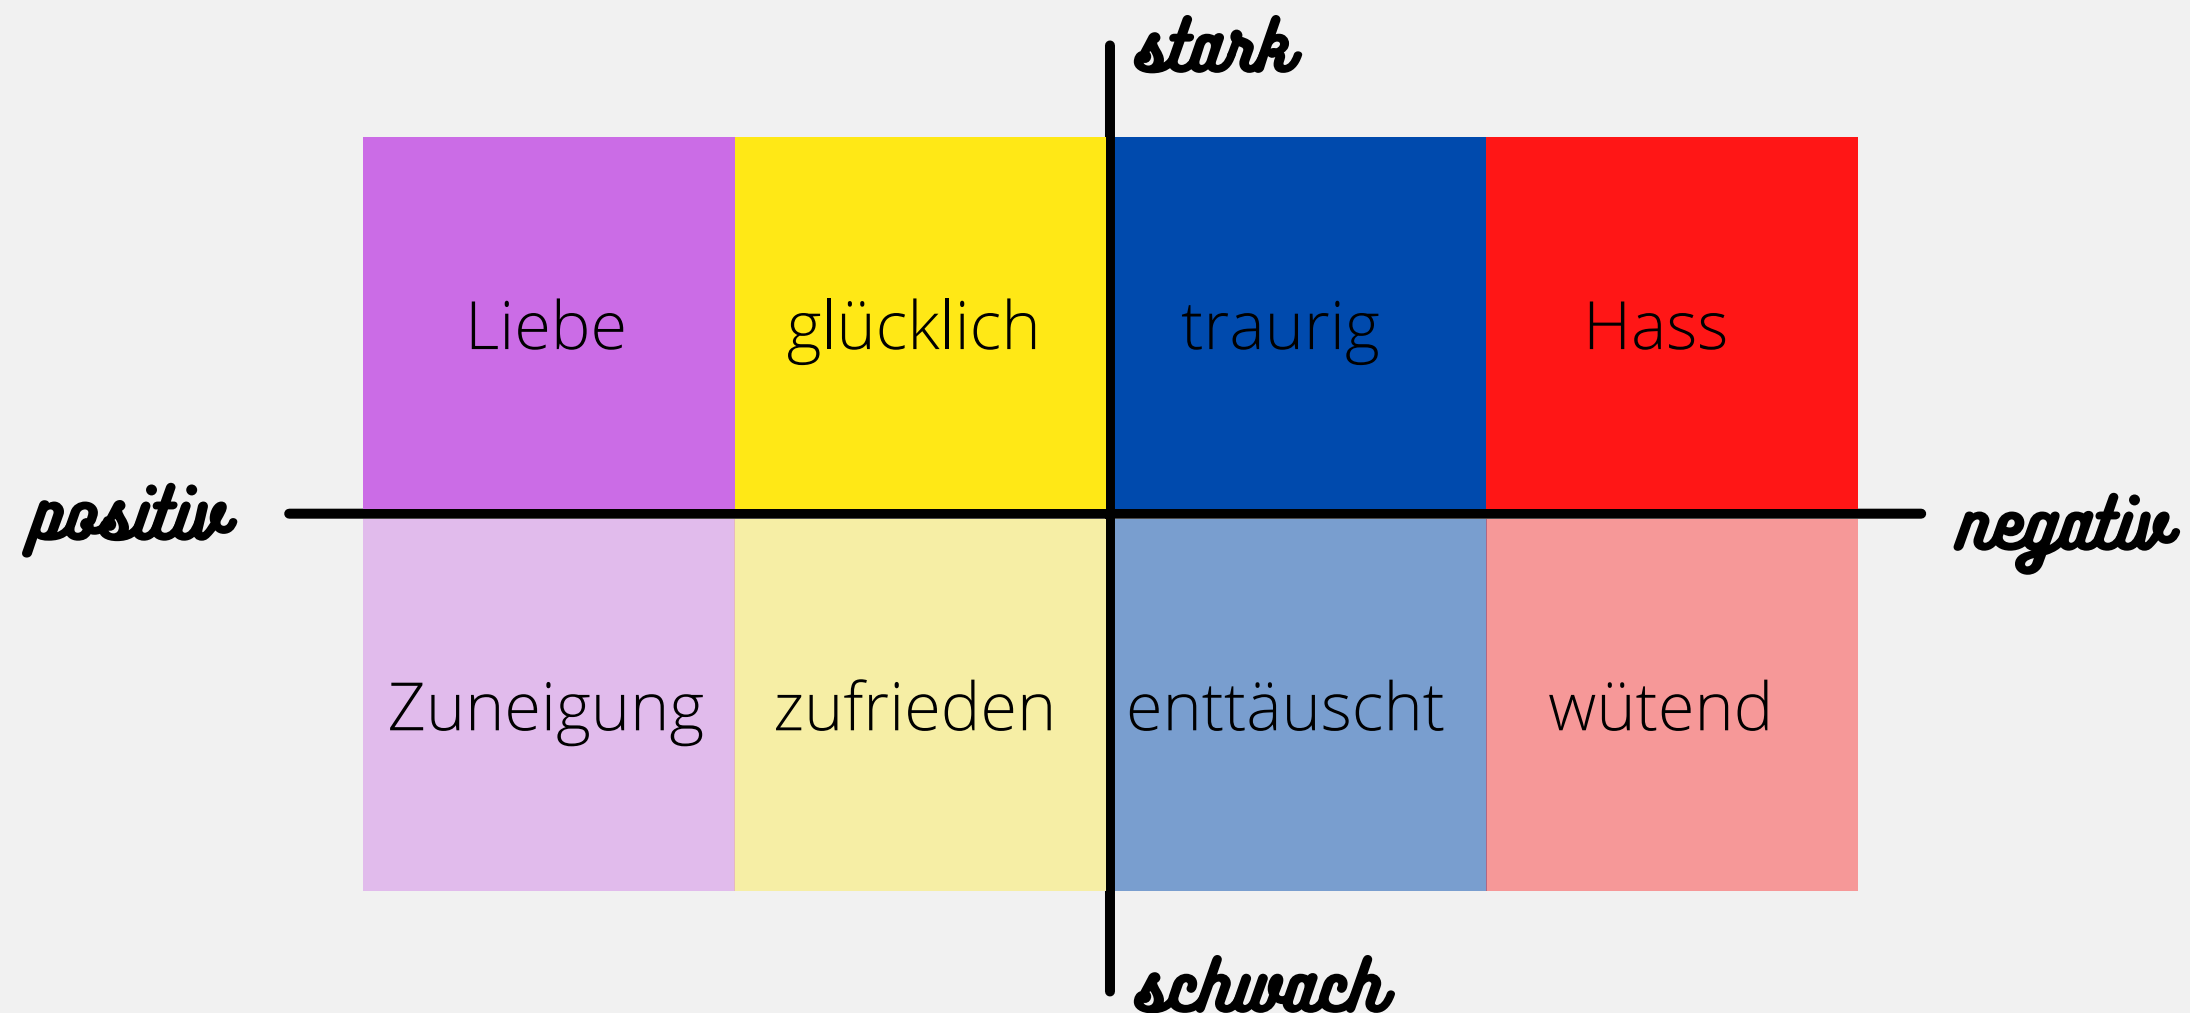 stark
Liebe glücklich traurig Hass
positiv negativ
Zuneigung zufrieden enttäuscht wütend
schwach